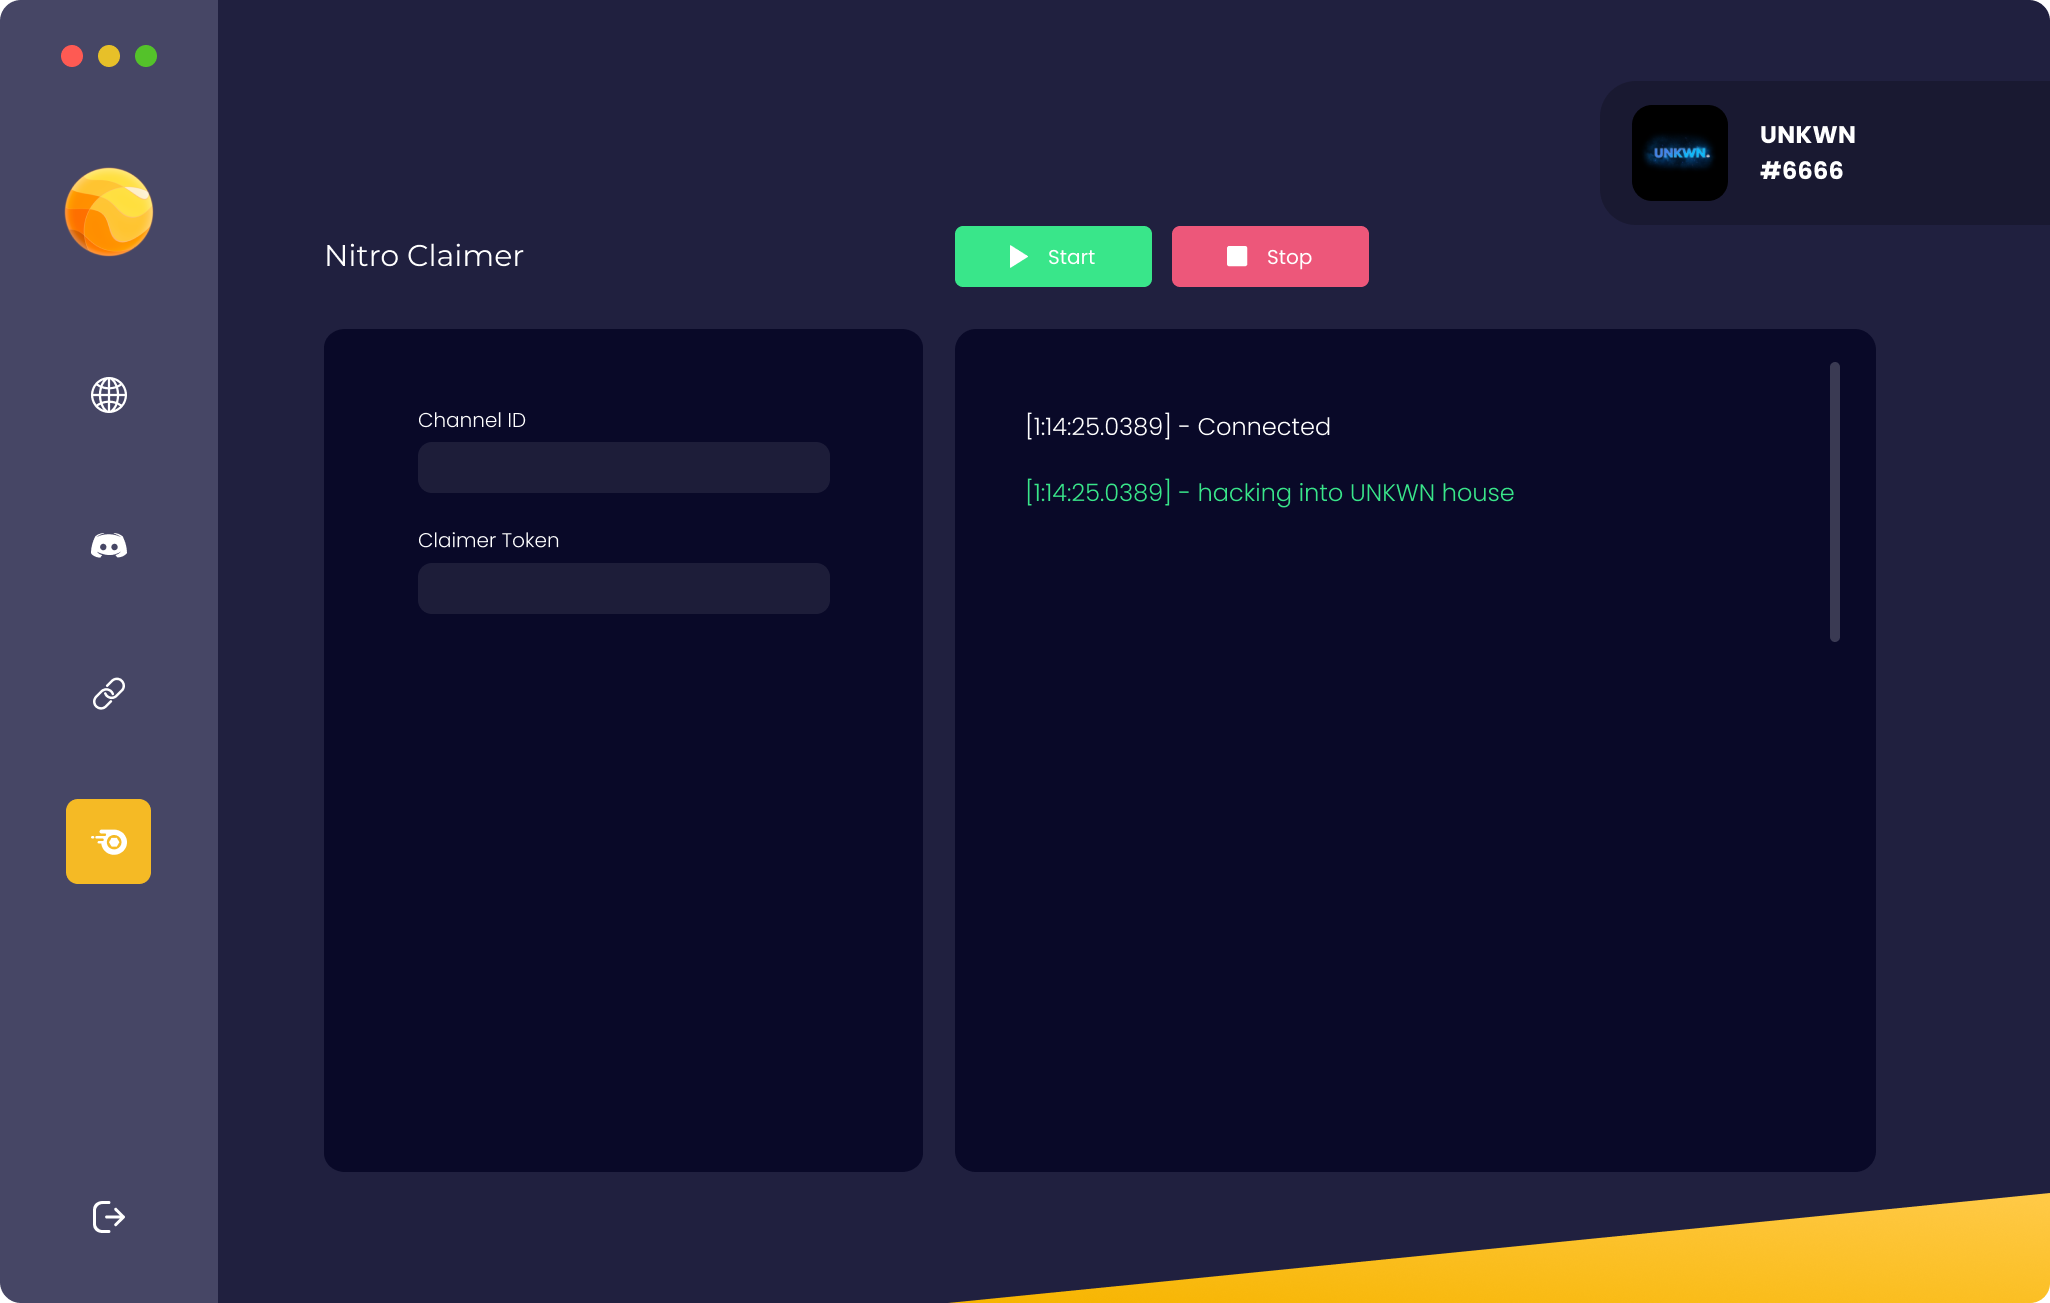 UNKWN.
UNKWN
#6666
Nitro Claimer
Start
Stop
Channel ID
Claimer Token
[1:14:25.0389] - Connected
[1:14:25.0389] - hacking into UNKWN house